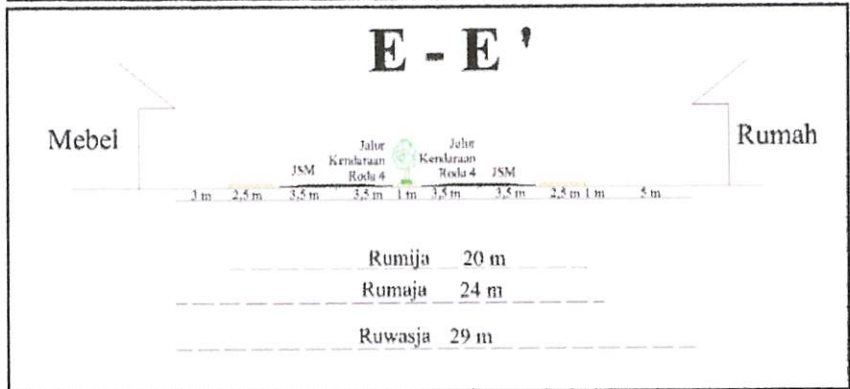 E - E '
Mebel
Rumah
Jalur
Kendaraan
Roda 4
Jalur
Kendaraan
Roda 4
JSM
JSM
3 m 2,5 m 3,5 m 3,5 m 1 m 3,5 m 3,5 m 2,5 m 1 m 5 m
Rumija 20 m
Rumaja 24 m
Ruwasja 29 m